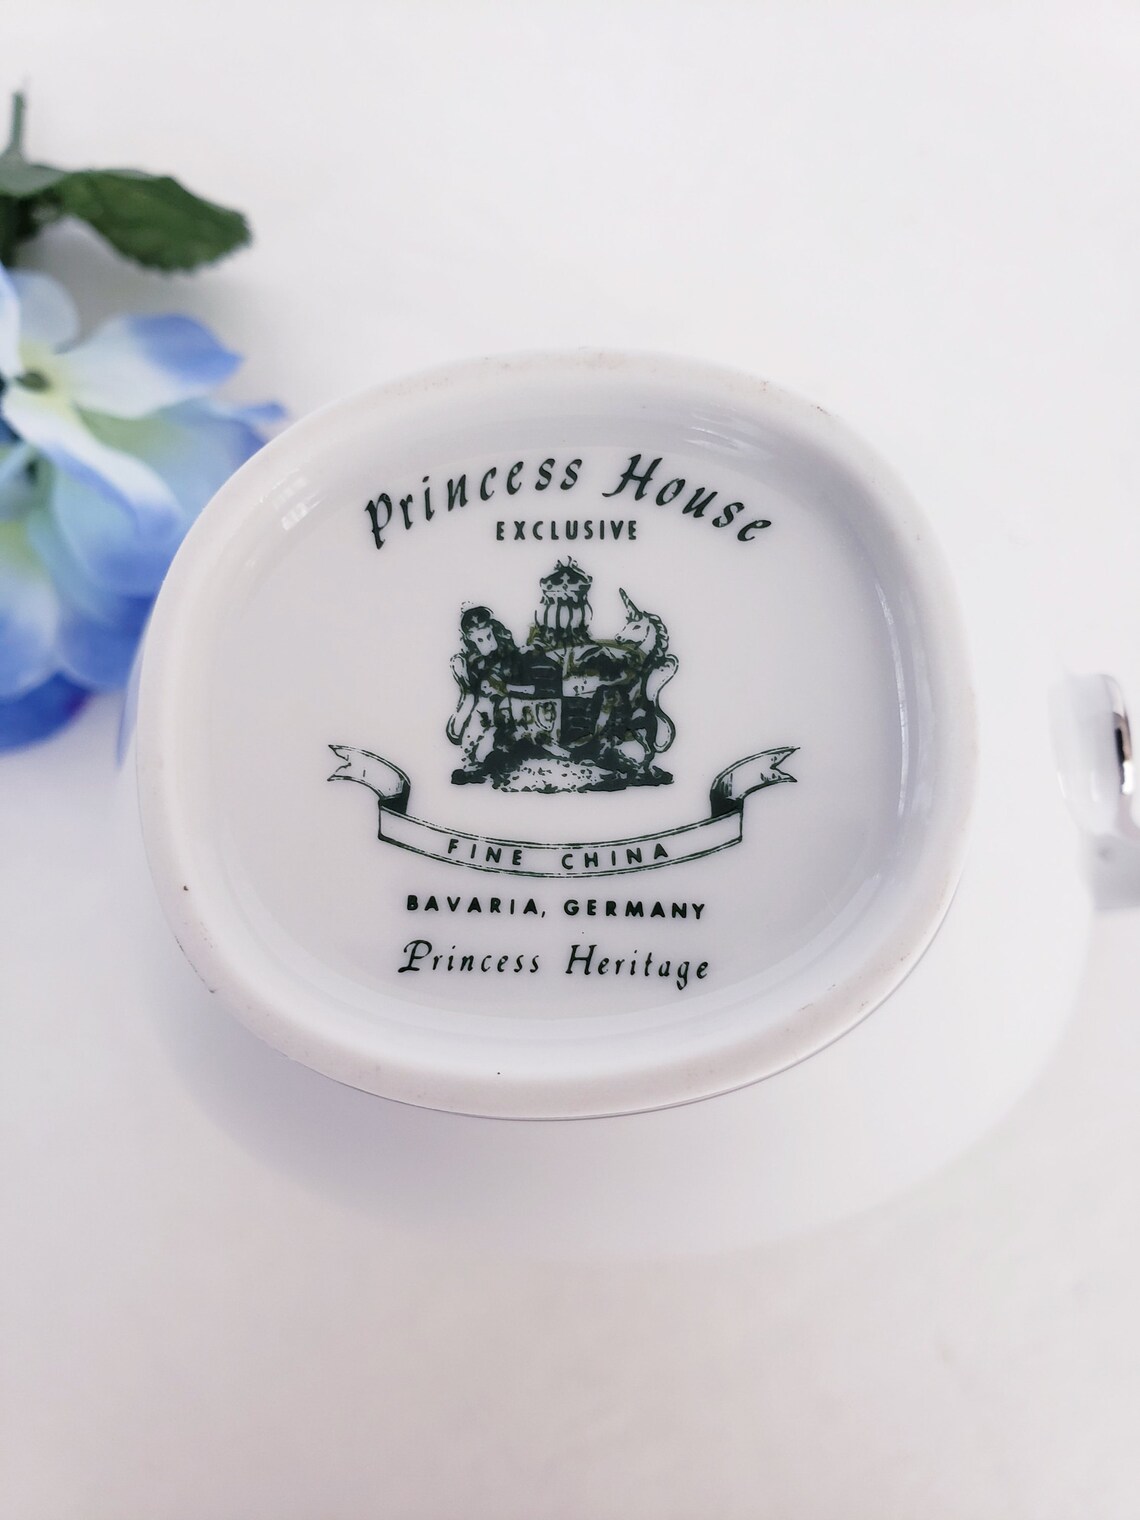 Princess House
EXCLUSIVE
FINE CHINA
BAVARIA, GERMANY
Princess Heritage